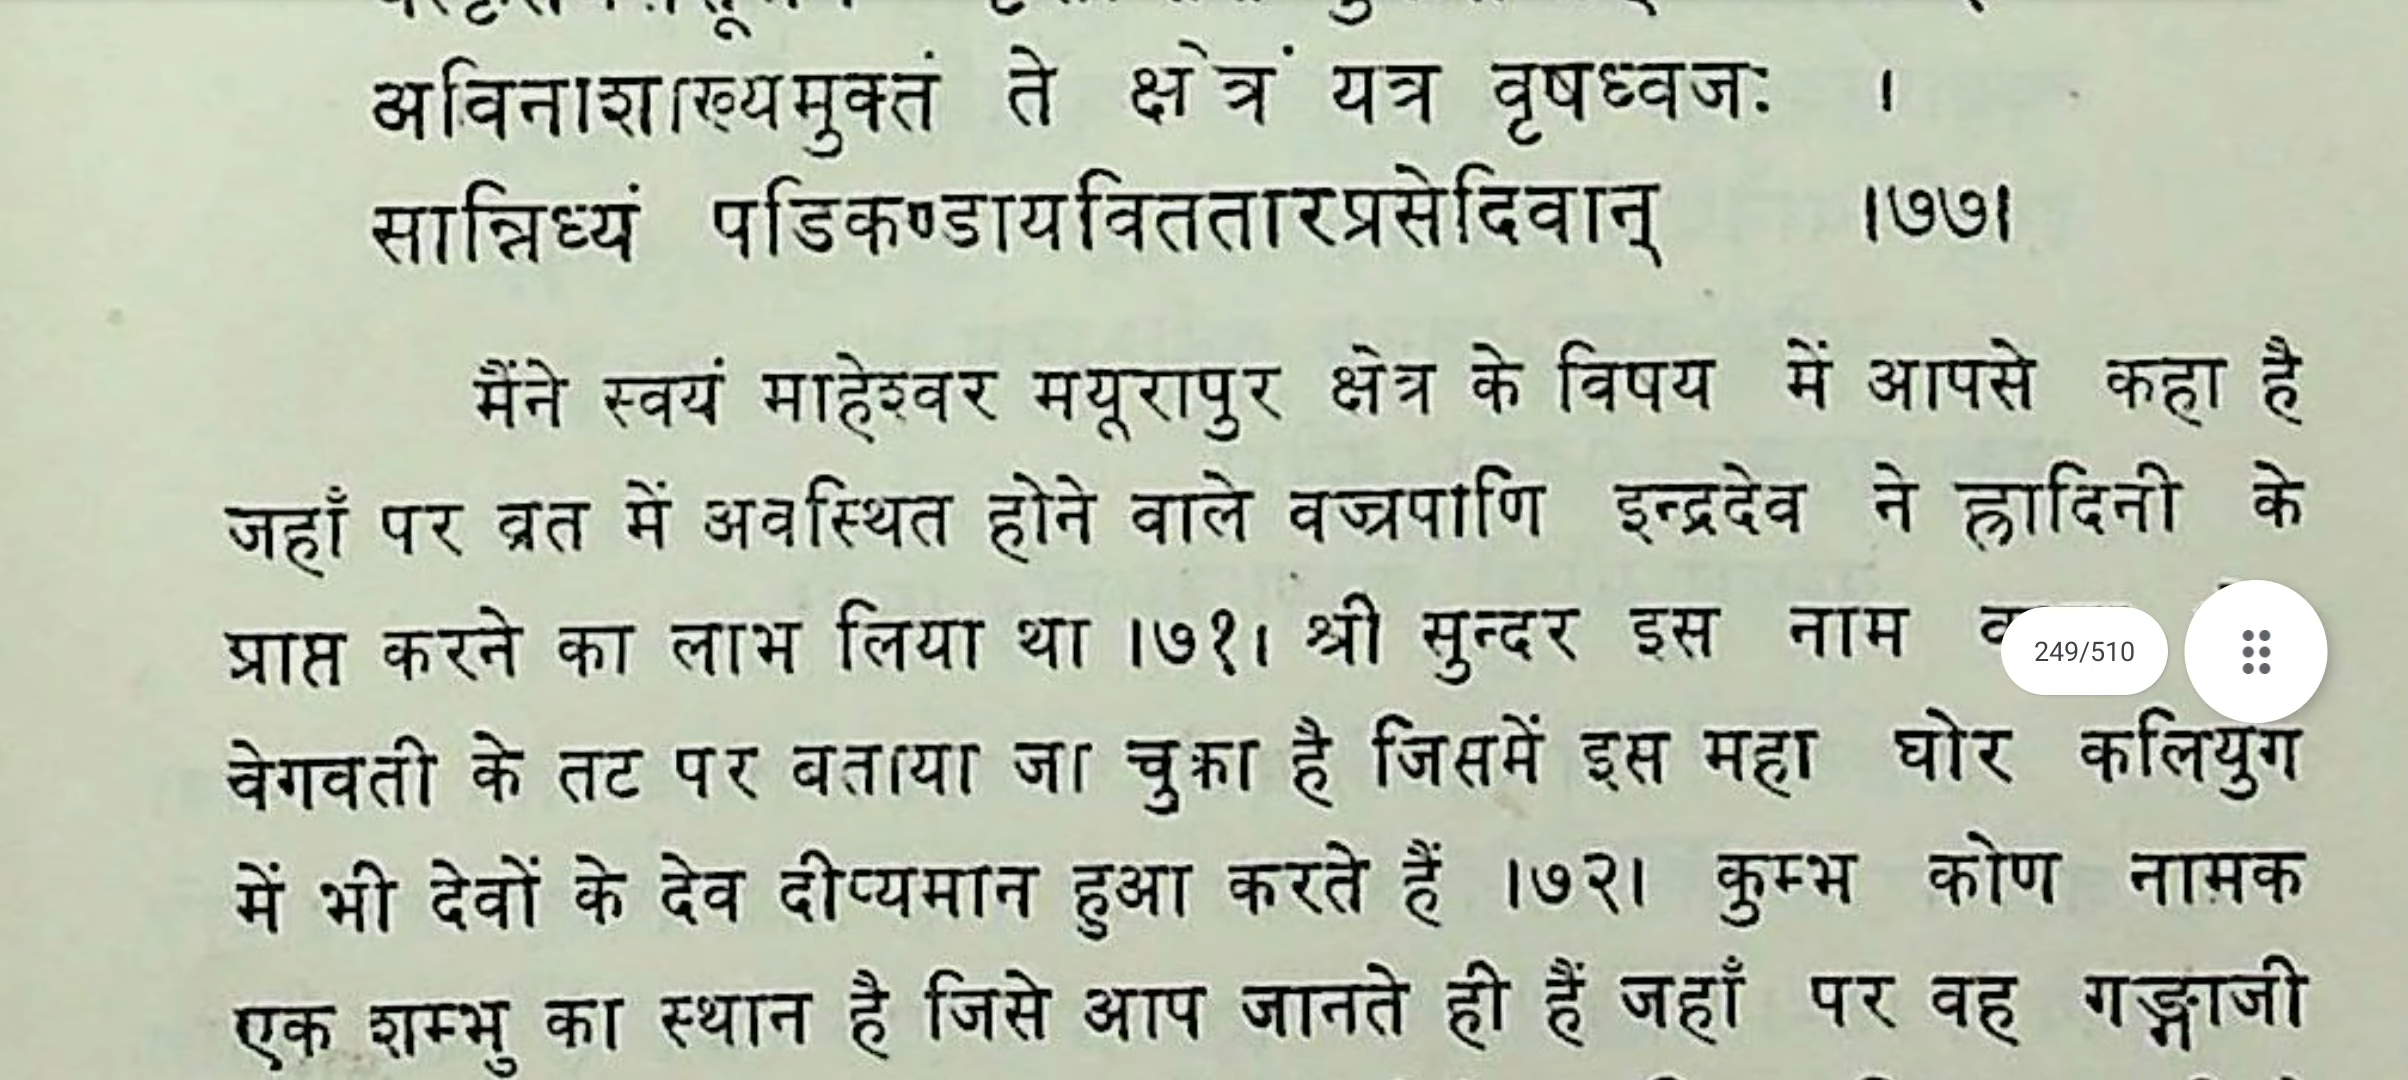 अविनाशाख्यमुक्तं ते क्षेत्रं यत्र वृषध्वजः ।
सान्निध्यं पडिकण्डायविततारप्रसेदिवान् ।७७।
मैंने स्वयं माहेश्वर मयूरापुर क्षेत्र के विषय में आपसे कहा है
जहाँ पर व्रत में अवस्थित होने वाले वज्रपाणि इन्द्रदेव ने ह्लादिनी के
प्राप्त करने का लाभ लिया था ।७१। श्री सुन्दर इस नाम
249/510
वेगवती के तट पर बताया जा चुका है जिसमें इस महा घोर कलियुग
में भी देवों के देव दीप्यमान हुआ करते हैं ।७२। कुम्भ कोण नामक
एक शम्भु का स्थान है जिसे आप जानते ही हैं जहाँ पर वह गङ्गाजी